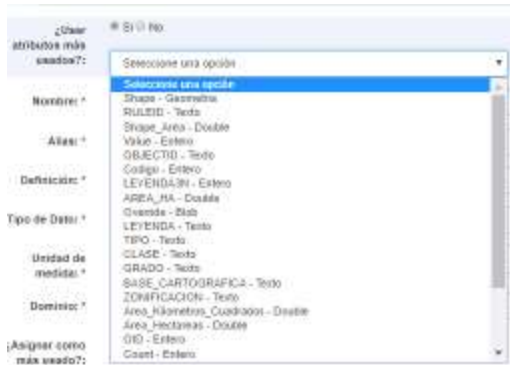 ¿Usar atributos más usados?:
Si No
Seleccione una opción
Seleccione una opción
Shape - Geometria
RULEID - Texto
Shape_Area - Double
Value - Entero
OBJECTID - Texto
Codigo - Entero
LEYENDA3N - Entero
AREA_HA - Double
Override - Blob
LEYENDA - Texto
TIPO - Texto
CLASE - Texto
GRADO - Texto
BASE_CARTOGRAFICA - Texto
ZONIFICACION - Texto
Area_Kilometros_Cuadrados - Double
Area_Hectareas - Double
OID - Entero
Count - Entero
Nombre: *
Alias: *
Definición: *
Tipo de Dato: *
Unidad de medida: *
Dominio: *
¿Asignar como más usado?: